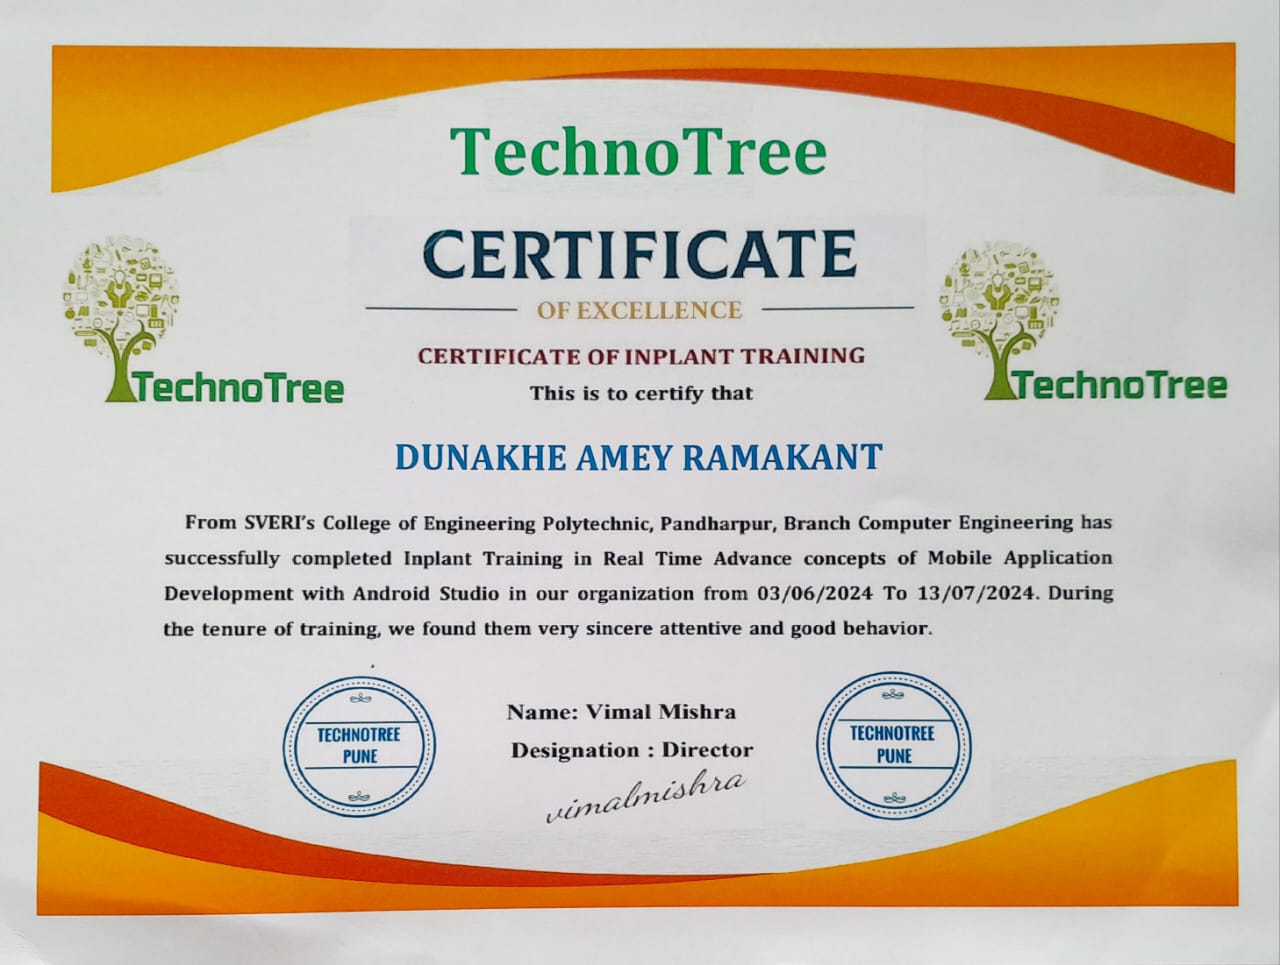 TechnoTree
CERTIFICATE
OF EXCELLENCE
CERTIFICATE OF INPLANT TRAINING
This is to certify that
TechnoTree
TechnoTree
DUNAKHE AMEY RAMAKANT
From SVERI's College of Engineering Polytechnic, Pandharpur, Branch Computer Engineering has
successfully completed Inplant Training in Real Time Advance concepts of Mobile Application
Development with Android Studio in our organization from 03/06/2024 To 13/07/2024. During
the tenure of training, we found them very sincere attentive and good behavior.
TECHNOTREE
PUNE
Name: Vimal Mishra
Designation : Director
vimalmishra
TECHNOTREE
PUNE